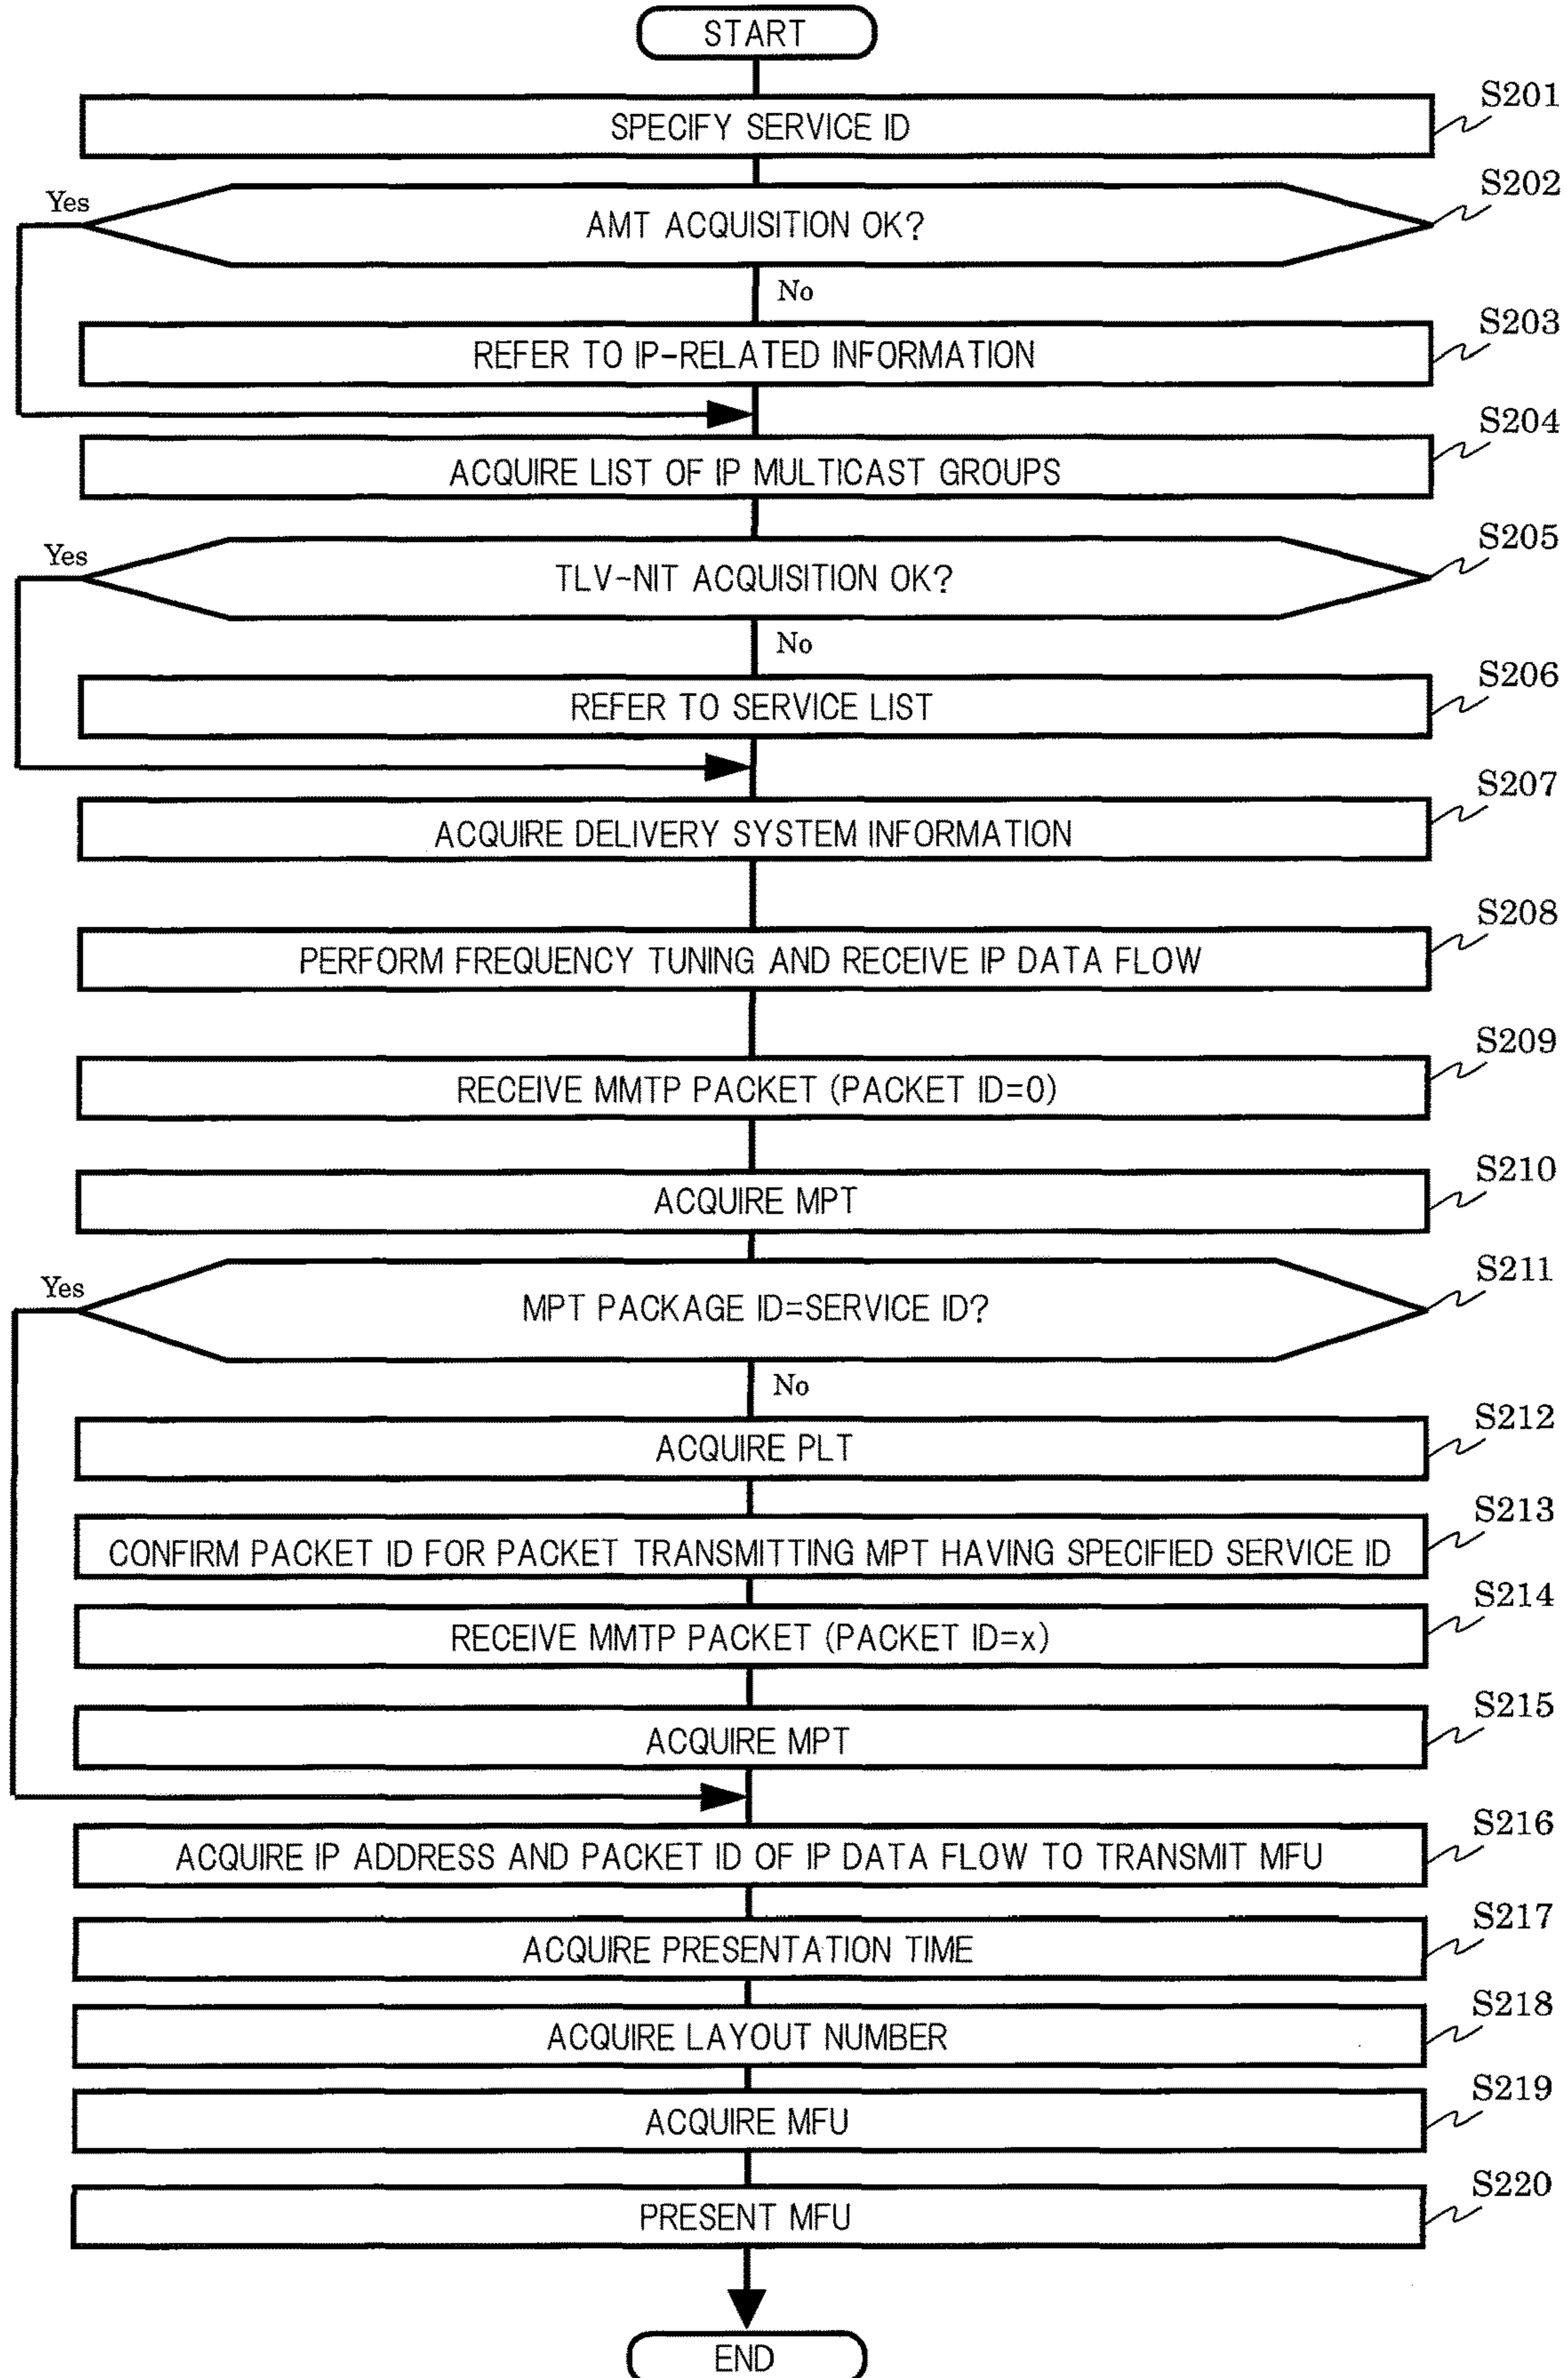 START
S201
SPECIFY SERVICE ID
S202
Yes
AMT ACQUISITION OK?
No
S203
REFER TO IP-RELATED INFORMATION
S204
ACQUIRE LIST OF IP MULTICAST GROUPS
S205
Yes
TLV-NIT ACQUISITION OK?
No
S206
REFER TO SERVICE LIST
S207
ACQUIRE DELIVERY SYSTEM INFORMATION
S208
PERFORM FREQUENCY TUNING AND RECEIVE IP DATA FLOW
S209
RECEIVE MMTP PACKET (PACKET ID=0)
S210
ACQUIRE MPT
S211
Yes
MPT PACKAGE ID=SERVICE ID?
No
S212
ACQUIRE PLT
S213
CONFIRM PACKET ID FOR PACKET TRANSMITTING MPT HAVING SPECIFIED SERVICE ID
S214
RECEIVE MMTP PACKET (PACKET ID=x)
S215
ACQUIRE MPT
S216
ACQUIRE IP ADDRESS AND PACKET ID OF IP DATA FLOW TO TRANSMIT MFU
S217
ACQUIRE PRESENTATION TIME
S218
ACQUIRE LAYOUT NUMBER
S219
ACQUIRE MFU
S220
PRESENT MFU
END